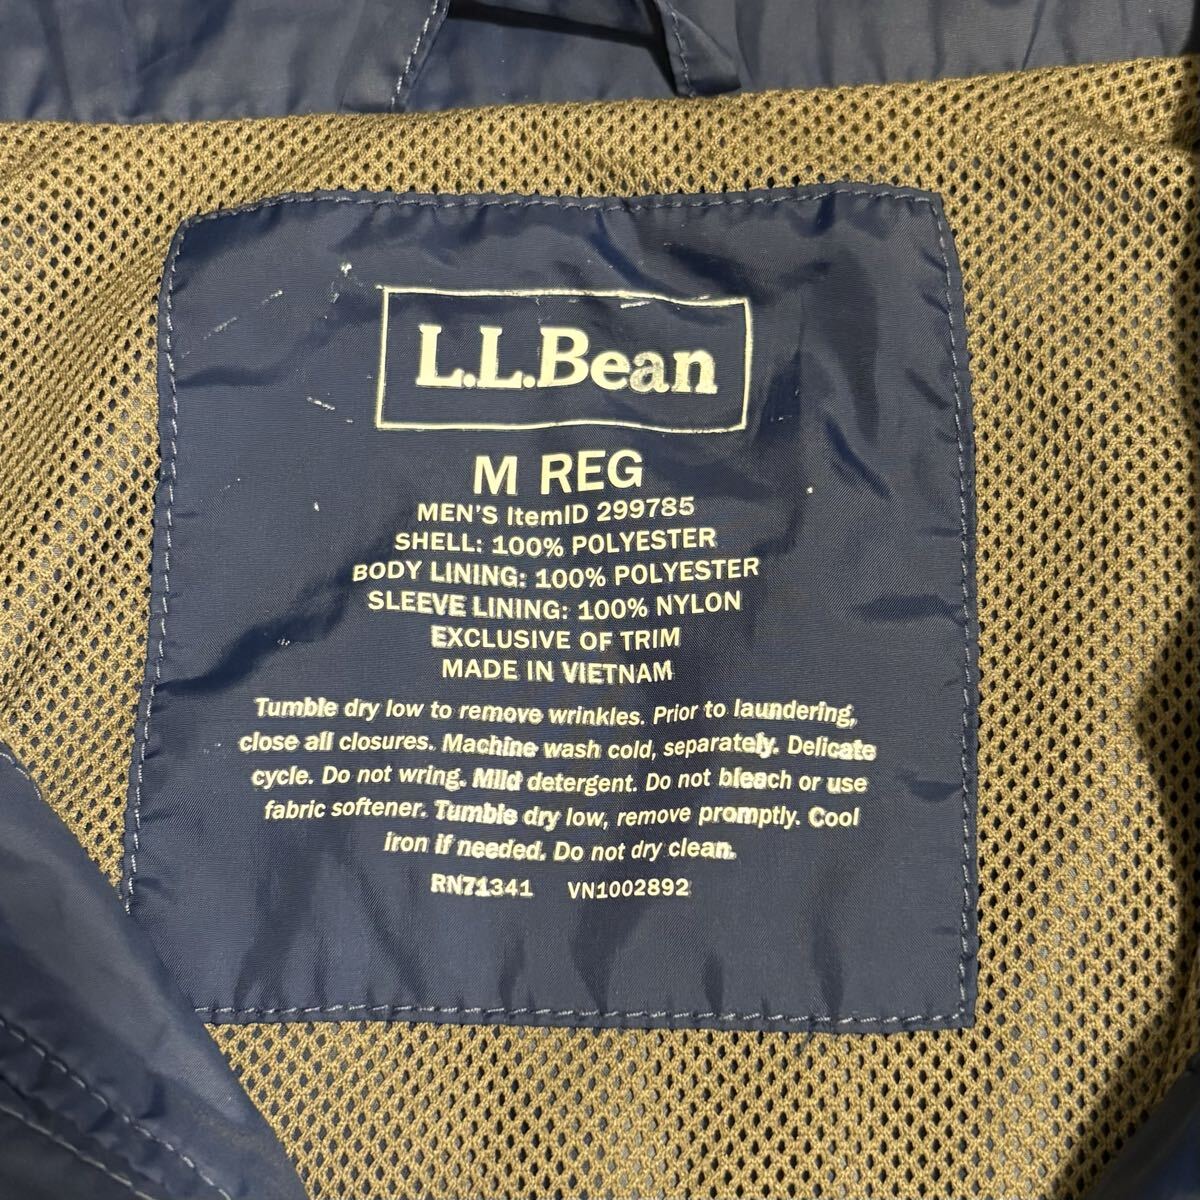 L.L.Bean
M REG
MEN'S ItemID 299785
SHELL: 100% POLYESTER
BODY LINING: 100% POLYESTER
SLEEVE LINING: 100% NYLON
EXCLUSIVE OF TRIM
MADE IN VIETNAM
Tumble dry low to remove wrinkles. Prior to laundering,
close all closures. Machine wash cold, separately. Delicate
cycle. Do not wring. Mild detergent. Do not bleach or use
fabric softener. Tumble dry low, remove promptly. Cool
iron if needed. Do not dry clean.
RN71341 VN1002892